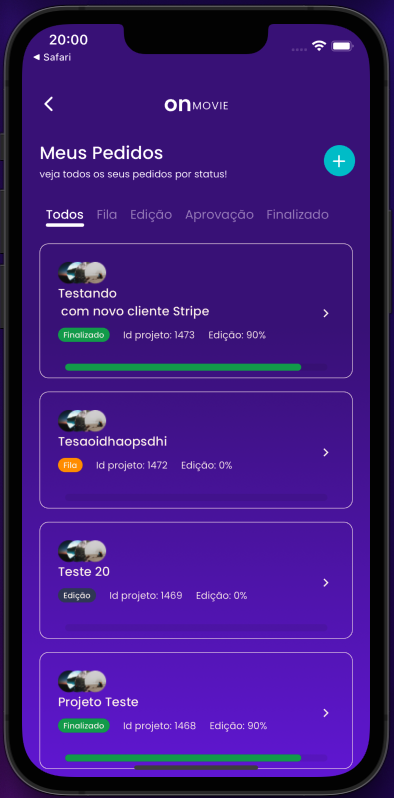 20:00
◀ Safari
onMOVIE
Meus Pedidos
veja todos os seus pedidos por status!
Todos Fila Edição Aprovação Finalizado
Testando
com novo cliente Stripe
Finalizado Id projeto: 1473 Edição: 90%
Tesaoidhaopsdhi
Fila Id projeto: 1472 Edição: 0%
Teste 20
Edição Id projeto: 1469 Edição: 0%
Projeto Teste
Finalizado Id projeto: 1468 Edição: 90%